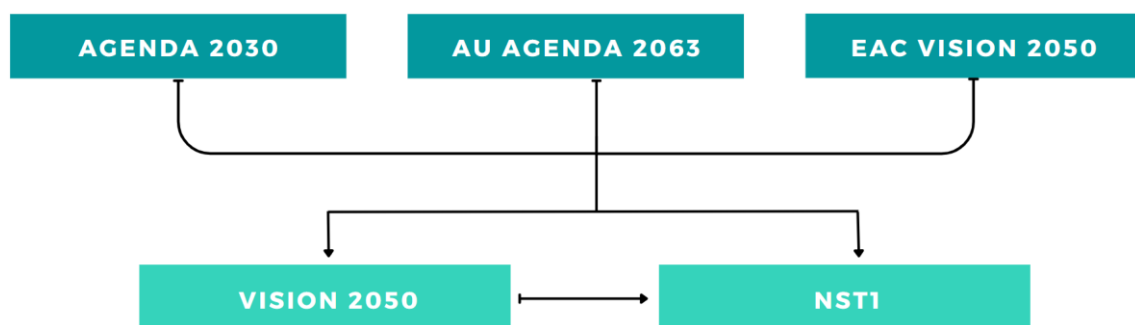 AGENDA 2030
AU AGENDA 2063
EAC VISION 2050
VISION 2050
NST1